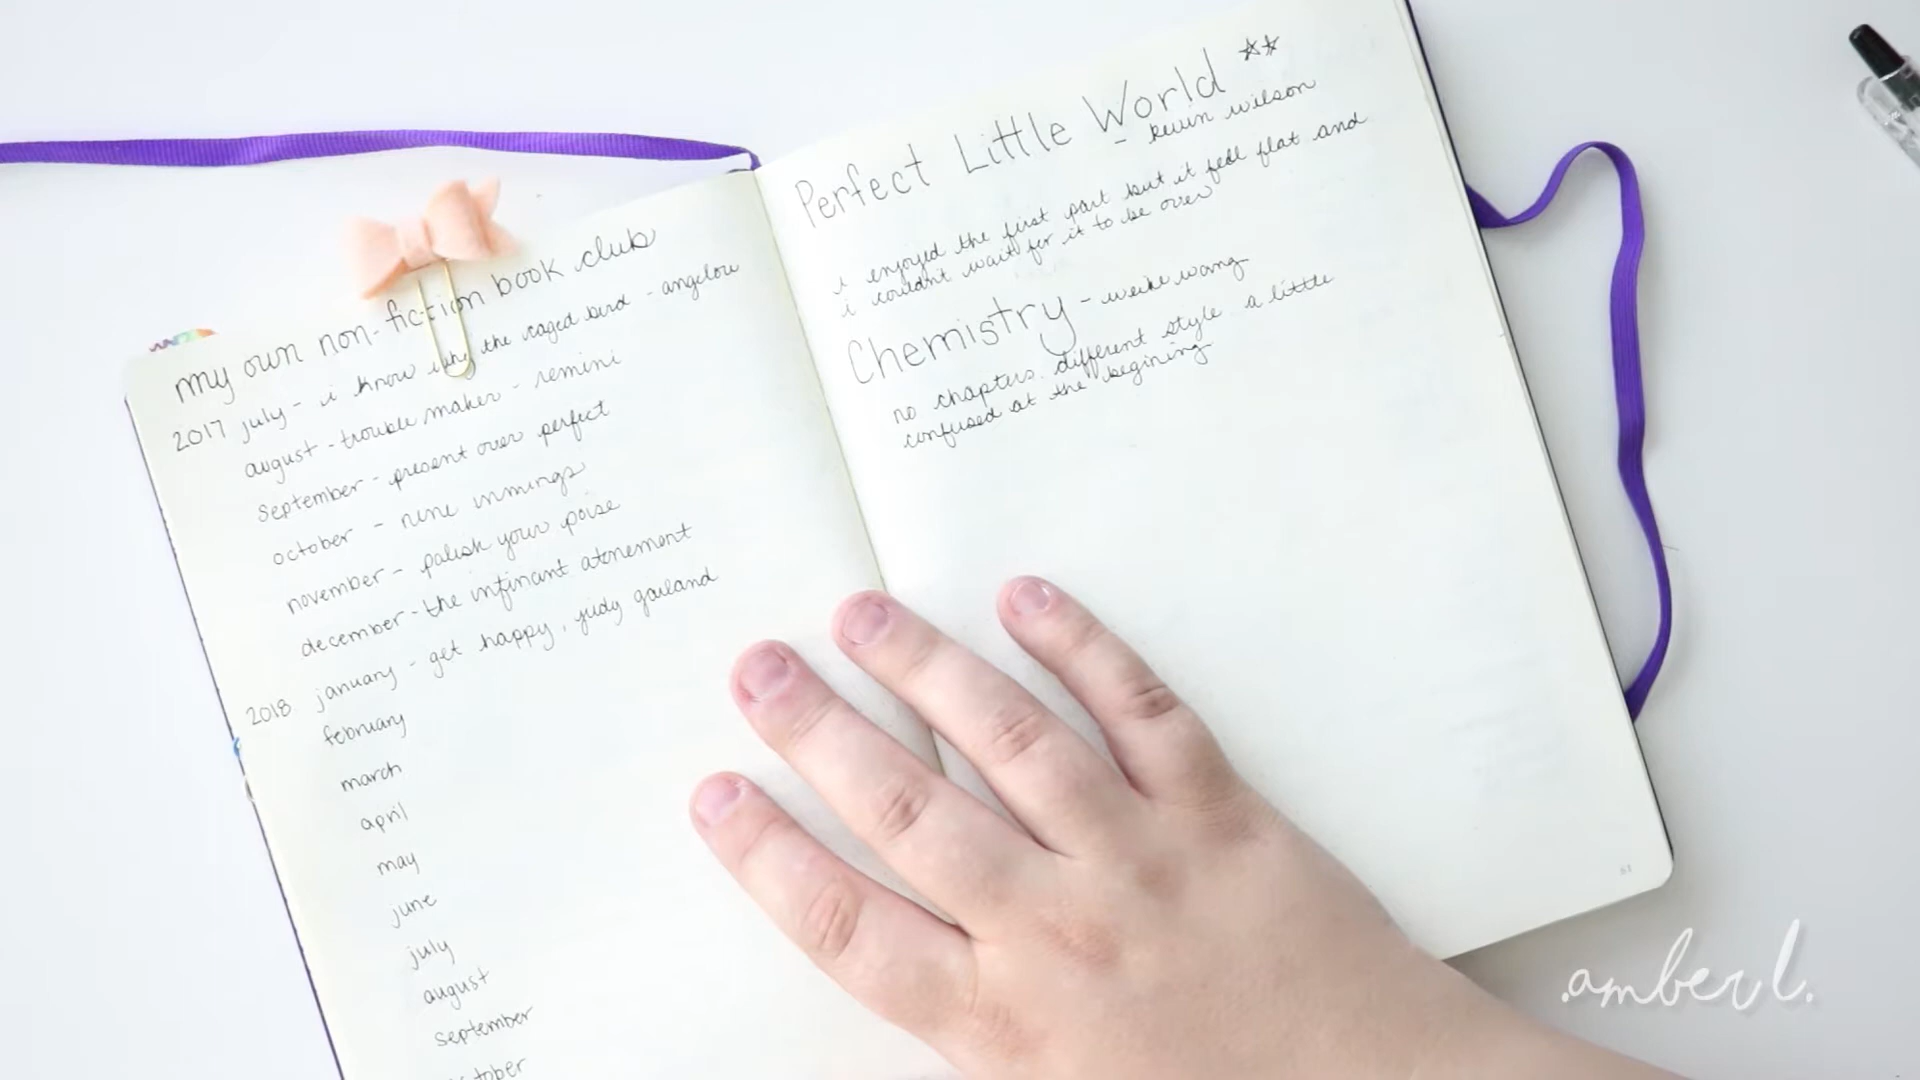 my own non-fiction book club
2017 july - i know why the caged bird - angelou
august - trouble maker - remini
september - present over perfect
october - nine innings
november - polish your poise
december - the infinant atonement
2018 january - get happy, judy garland
february
march
april
may
june
july
august
september
Perfect Little World ☆☆
- kevin wilson
i enjoyed the first part but it fell flat and
i couldn't wait for it to be over
Chemistry - weike wang
no chapters. different style. a little
confused at the begining
.amber l.